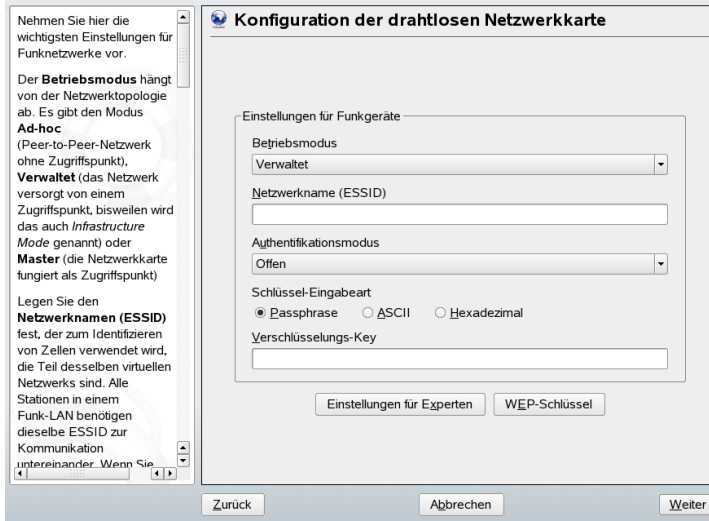 Nehmen Sie hier die
wichtigsten Einstellungen für
Funknetzwerke vor.
Der Betriebsmodus hängt
von der Netzwerktopologie
ab. Es gibt den Modus
Ad-hoc
(Peer-to-Peer-Netzwerk
ohne Zugriffspunkt),
Verwaltet (das Netzwerk
versorgt von einem
Zugriffspunkt, bisweilen wird
das auch Infrastructure
Mode genannt) oder
Master (die Netzwerkkarte
fungiert als Zugriffspunkt)
Legen Sie den
Netzwerknamen (ESSID)
fest, der zum Identifizieren
von Zellen verwendet wird,
die Teil desselben virtuellen
Netzwerks sind. Alle
Stationen in einem
Funk-LAN benötigen
dieselbe ESSID zur
Kommunikation
untereinander. Wenn Sie
Konfiguration der drahtlosen Netzwerkkarte
Einstellungen für Funkgeräte
Betriebsmodus
Verwaltet
Netzwerkname (ESSID)
Authentifikationsmodus
Offen
Schlüssel-Eingabeart
Passphrase ASCII Hexadezimal
Verschlüsselungs-Key
Einstellungen für Experten WEP-Schlüssel
Zurück Abbrechen Weiter